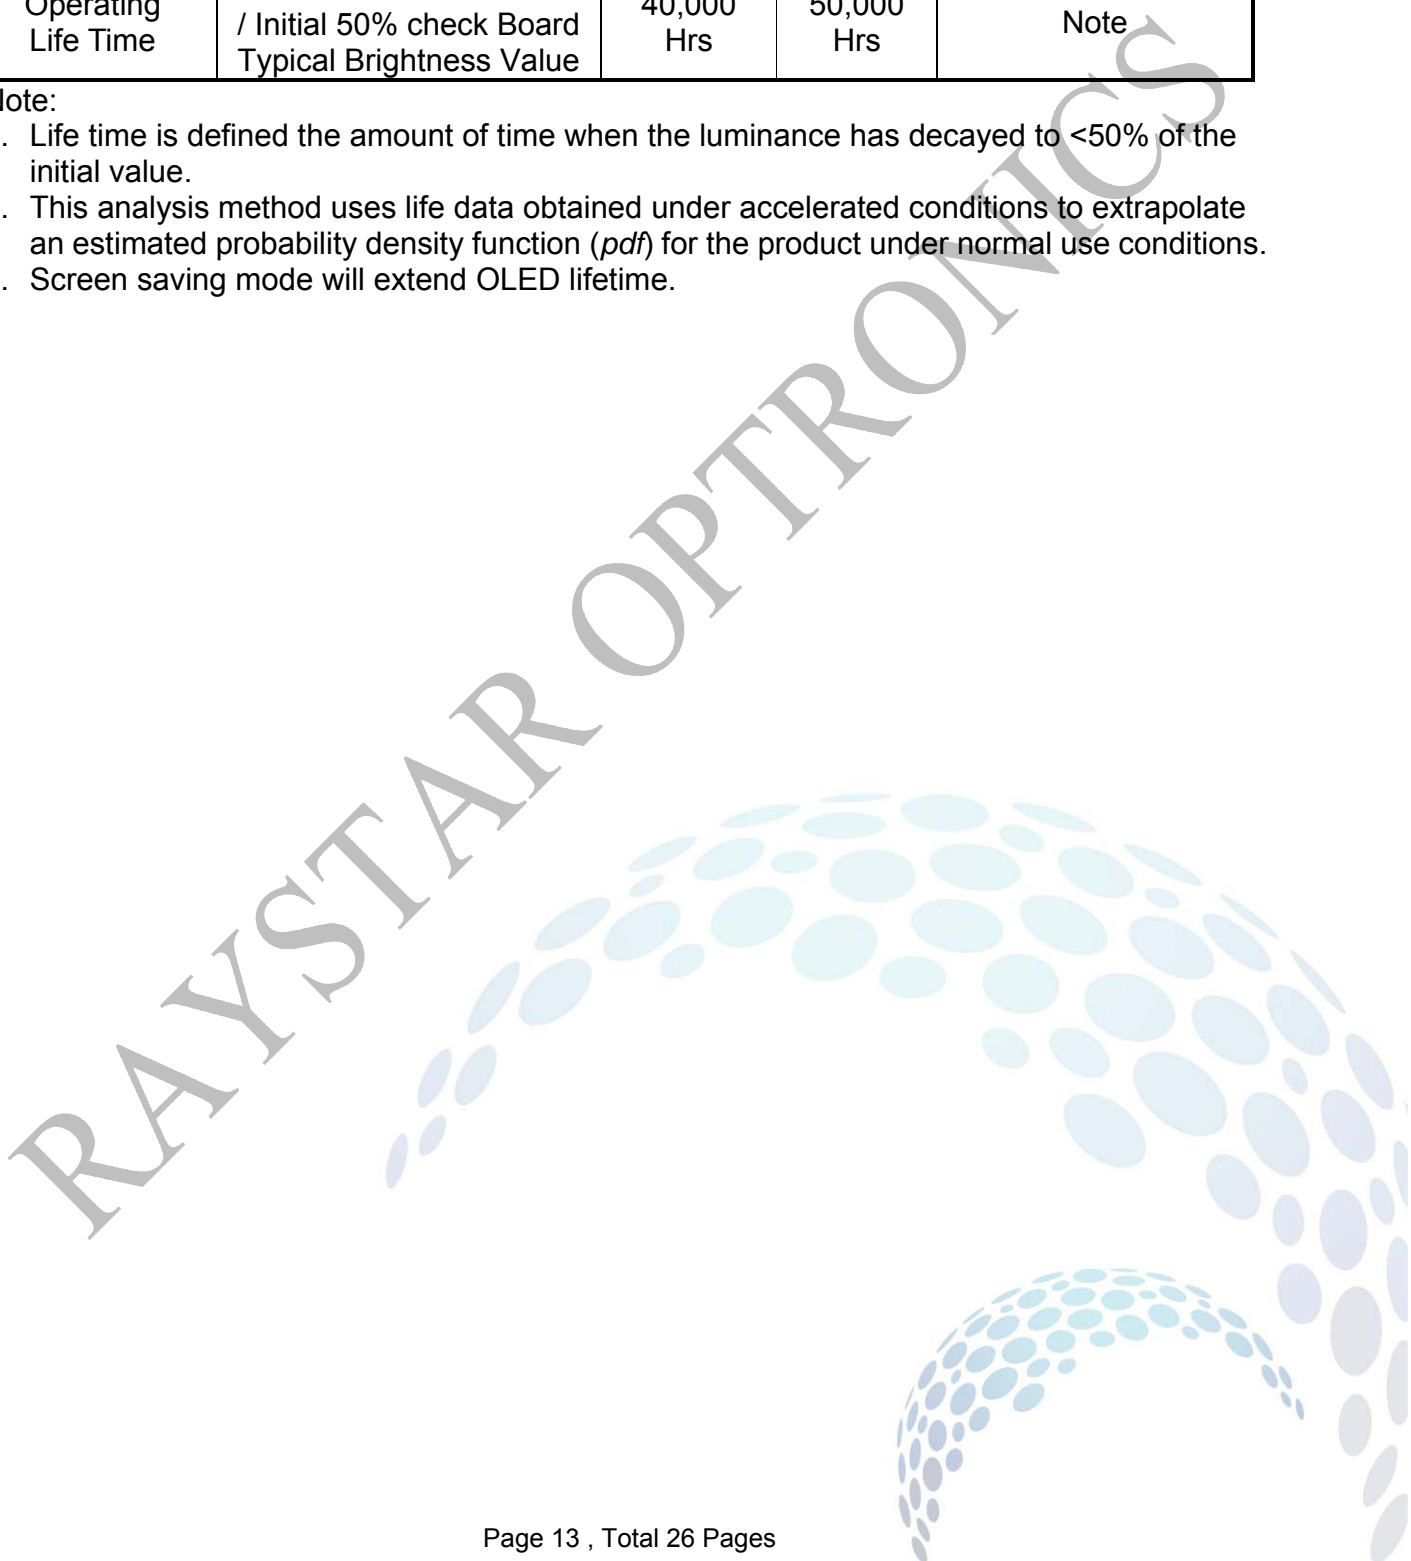 Operating
Life Time
/ Initial 50% check Board
Typical Brightness Value
40,000
Hrs
50,000
Hrs
Note
Note:
. Life time is defined the amount of time when the luminance has decayed to <50% of the
initial value.
. This analysis method uses life data obtained under accelerated conditions to extrapolate
an estimated probability density function (pdf) for the product under normal use conditions.
. Screen saving mode will extend OLED lifetime.
RAYSTAR OPTRONICS
Page 13 , Total 26 Pages